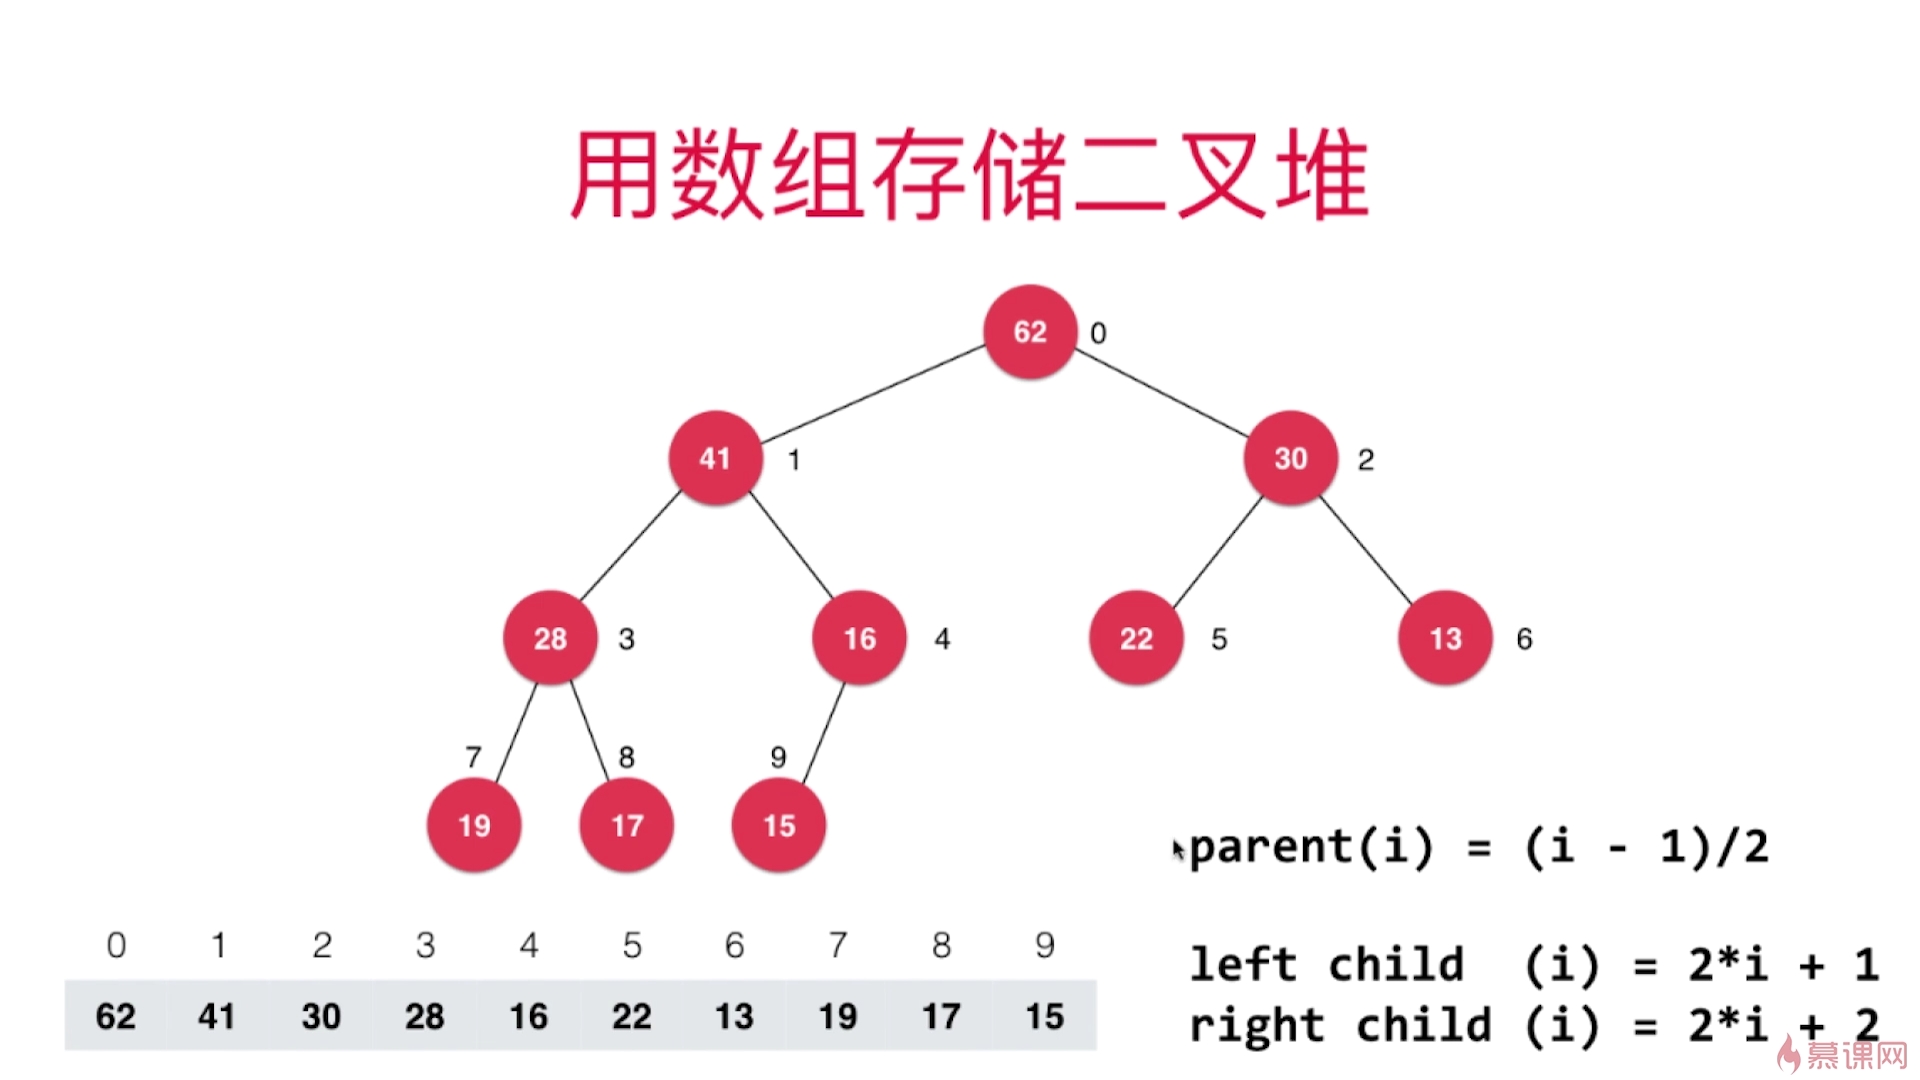 用数组存储二叉堆
62 0
41 1 30 2
28 3 16 4 22 5 13 6
7 8 9
19 17 15
parent(i) = (i - 1)/2
left child (i) = 2*i + 1
right child (i) = 2*i + 2
0 1 2 3 4 5 6 7 8 9
62 41 30 28 16 22 13 19 17 15
慕课网